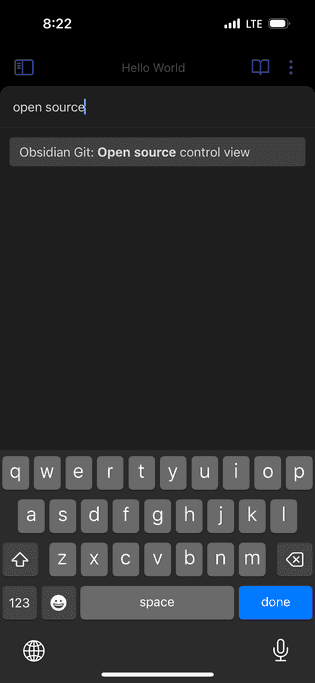 8:22 LTE
Hello World
open source
Obsidian Git: Open source control view
q w e r t y u i o p
a s d f g h j k l
z x c v b n m
123 space done